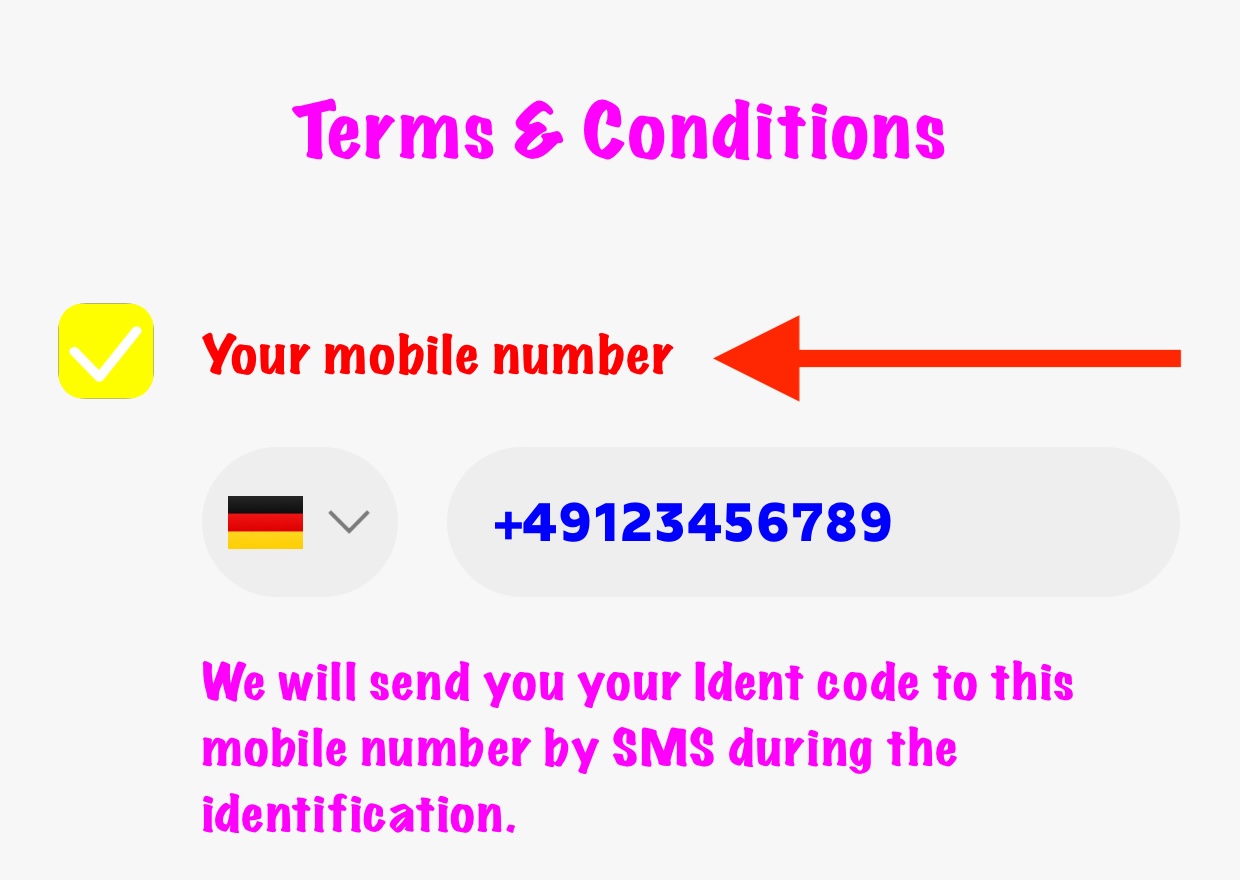 Terms & Conditions
Your mobile number
+49123456789
We will send you your Ident code to this
mobile number by SMS during the
identification.